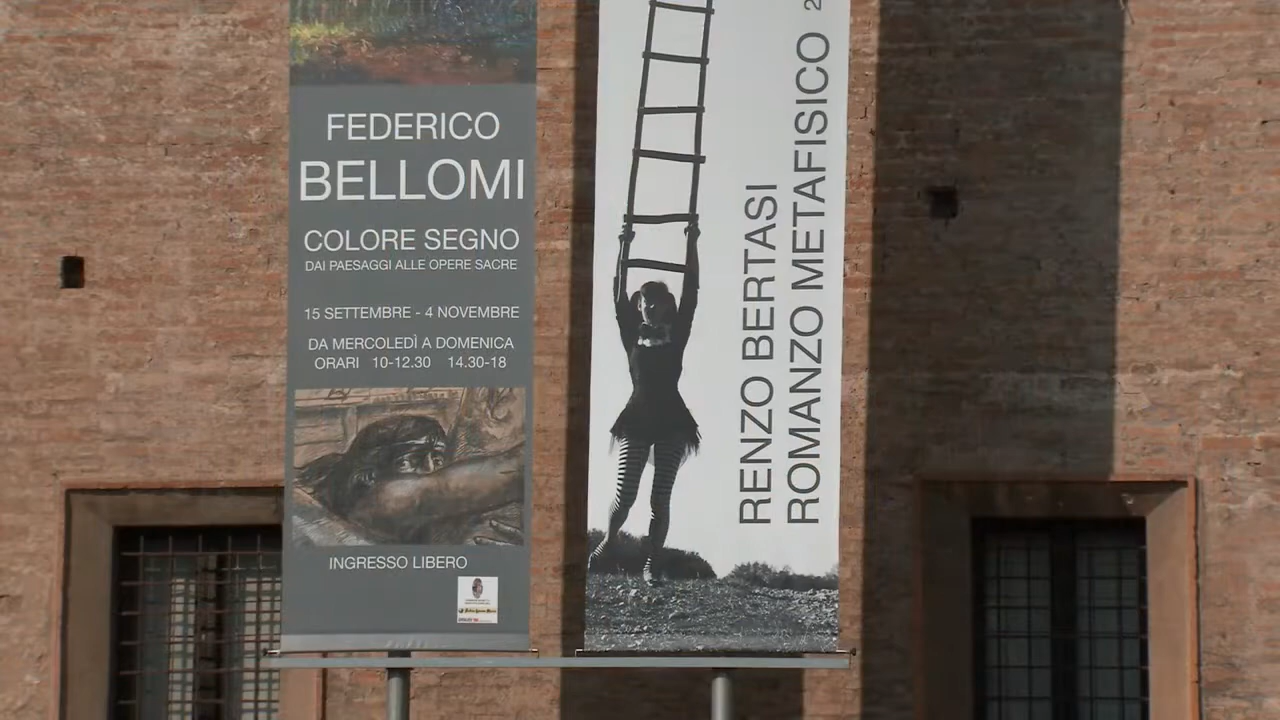 FEDERICO
BELLOMI
COLORE SEGNO
DAI PAESAGGI ALLE OPERE SACRE
15 SETTEMBRE - 4 NOVEMBRE
DA MERCOLEDÌ A DOMENICA
ORARI 10-12.30 14.30-18
INGRESSO LIBERO
RENZO BERTASI
ROMANZO METAFISICO